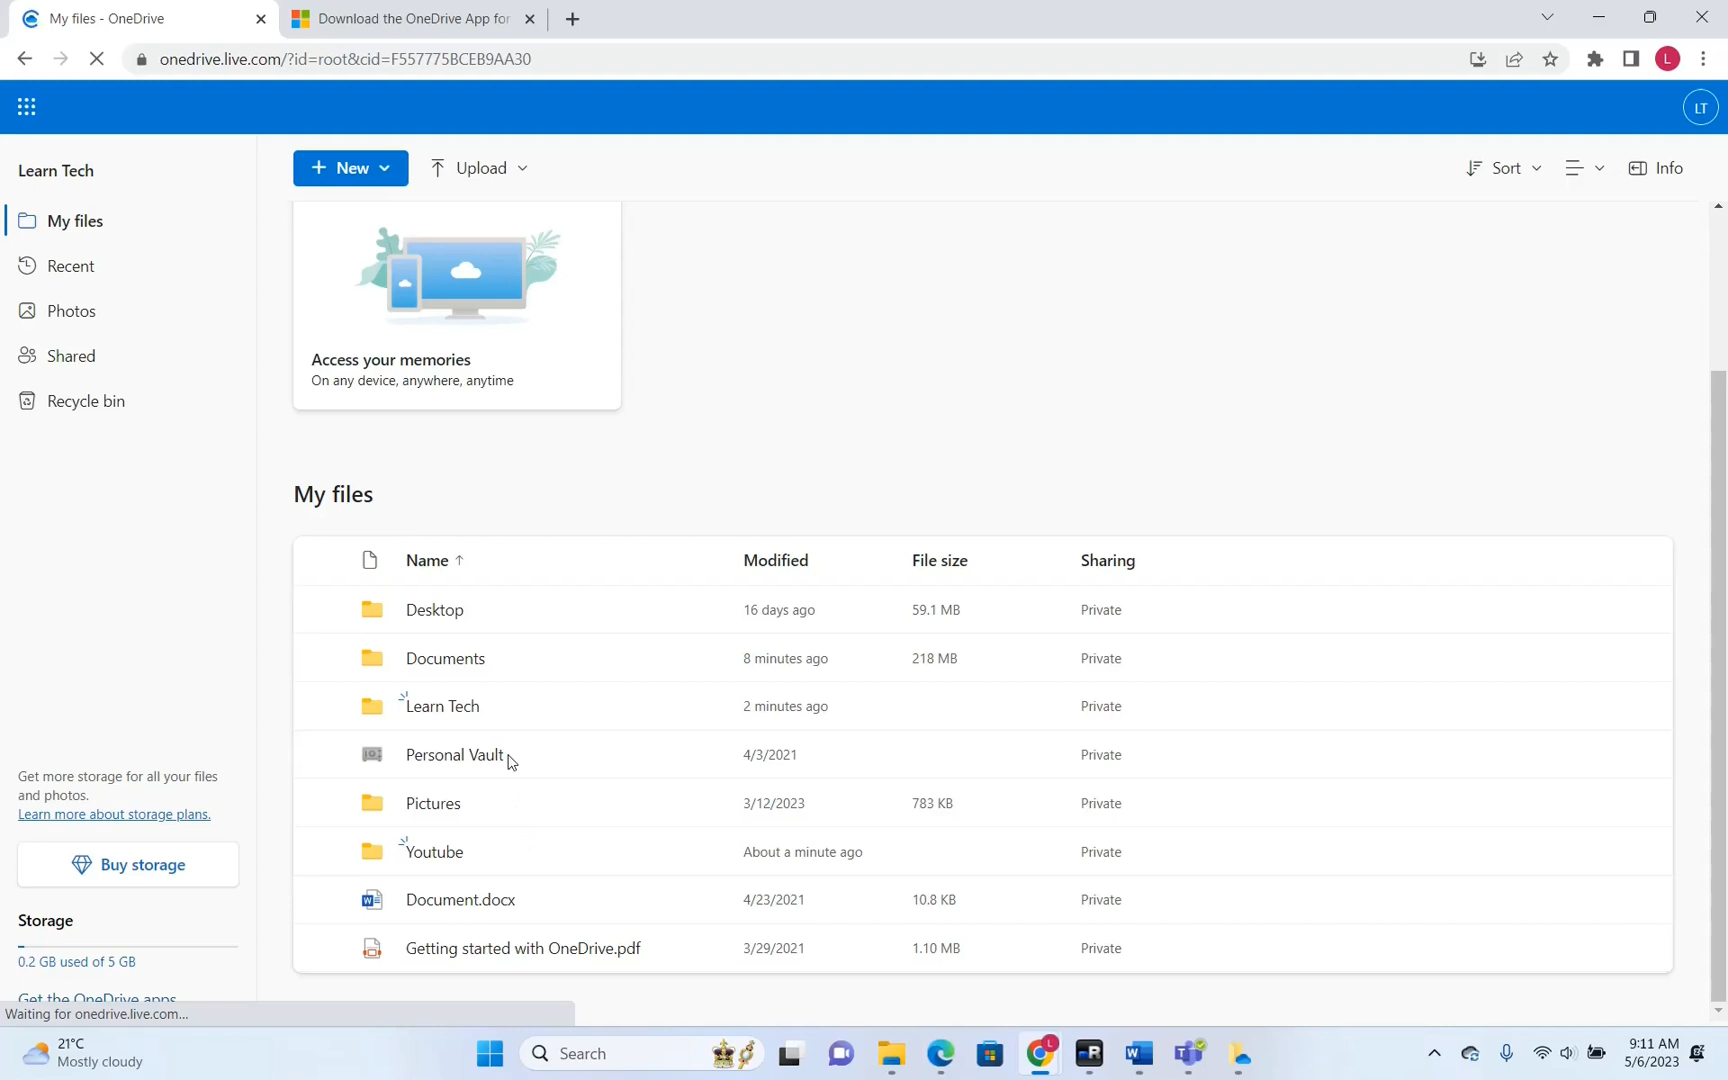 My files - OneDrive
Download the OneDrive App for
onedrive.live.com/?id=root&cid=F557775BCEB9AA30
L
LT
Learn Tech
New
Upload
Sort
Info
My files
Recent
Photos
Shared
Recycle bin
Access your memories
On any device, anywhere, anytime
My files
Name Modified File size Sharing
Desktop 16 days ago 59.1 MB Private
Documents 8 minutes ago 218 MB Private
Learn Tech 2 minutes ago Private
Personal Vault 4/3/2021 Private
Pictures 3/12/2023 783 KB Private
Youtube About a minute ago Private
Document.docx 4/23/2021 10.8 KB Private
Getting started with OneDrive.pdf 3/29/2021 1.10 MB Private
Get more storage for all your files
and photos.
Learn more about storage plans.
Buy storage
Storage
0.2 GB used of 5 GB
Get the OneDrive apps
Waiting for onedrive.live.com...
21°C
Mostly cloudy
Search
9:11 AM
5/6/2023